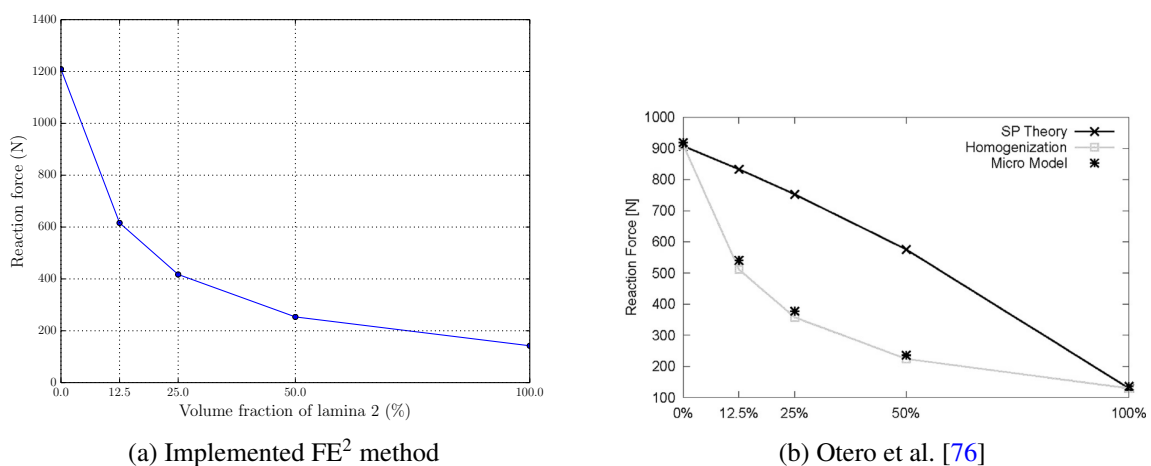 1400
1200
1000
800
600
400
200
0
0.0 12.5 25.0 50.0 100.0
Reaction force (N)
Volume fraction of lamina 2 (%)
(a) Implemented FE² method
1000
900
800
700
600
500
400
300
200
100
0% 12.5% 25% 50% 100%
Reaction Force [N]
SP Theory
Homogenization
Micro Model
(b) Otero et al. [76]